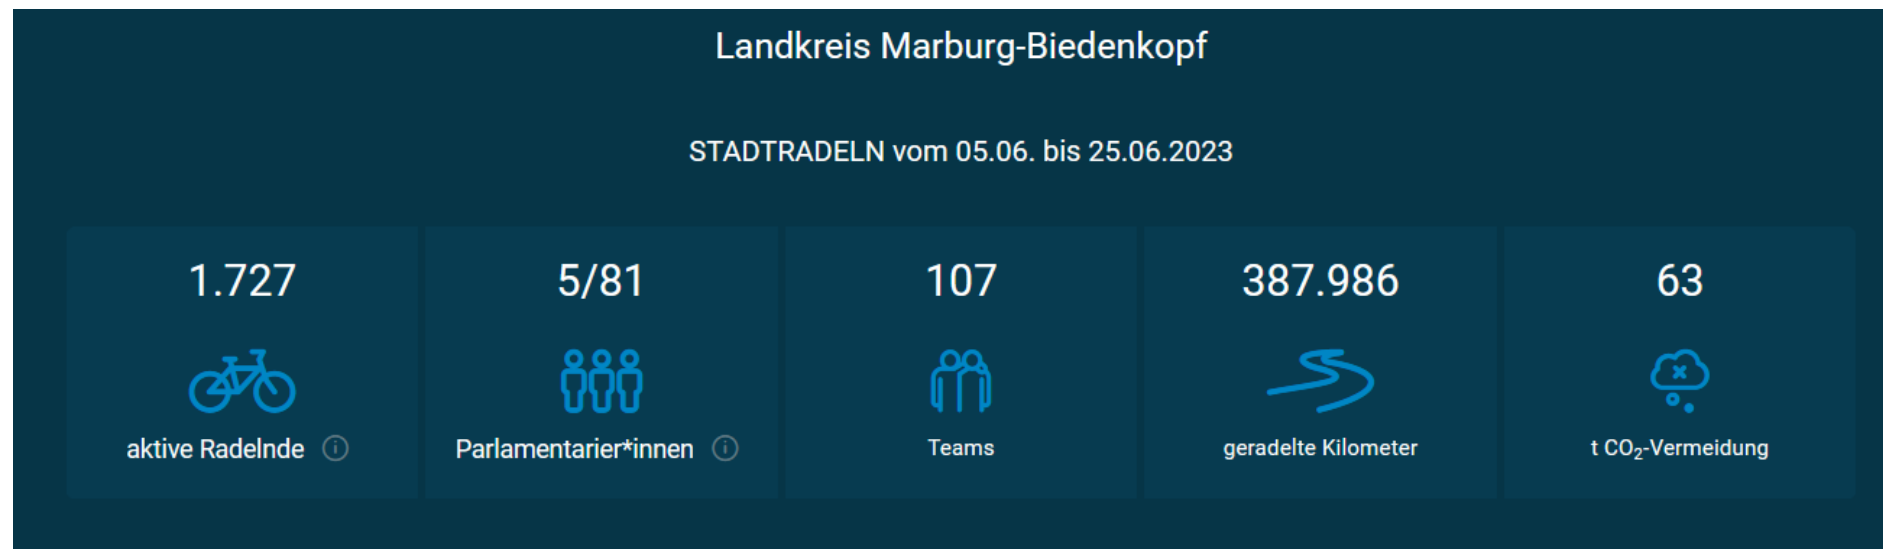 Landkreis Marburg-Biedenkopf
STADTRADELN vom 05.06. bis 25.06.2023
1.727
aktive Radelnde
5/81
Parlamentarier*innen
107
Teams
387.986
geradelte Kilometer
63
t CO₂-Vermeidung